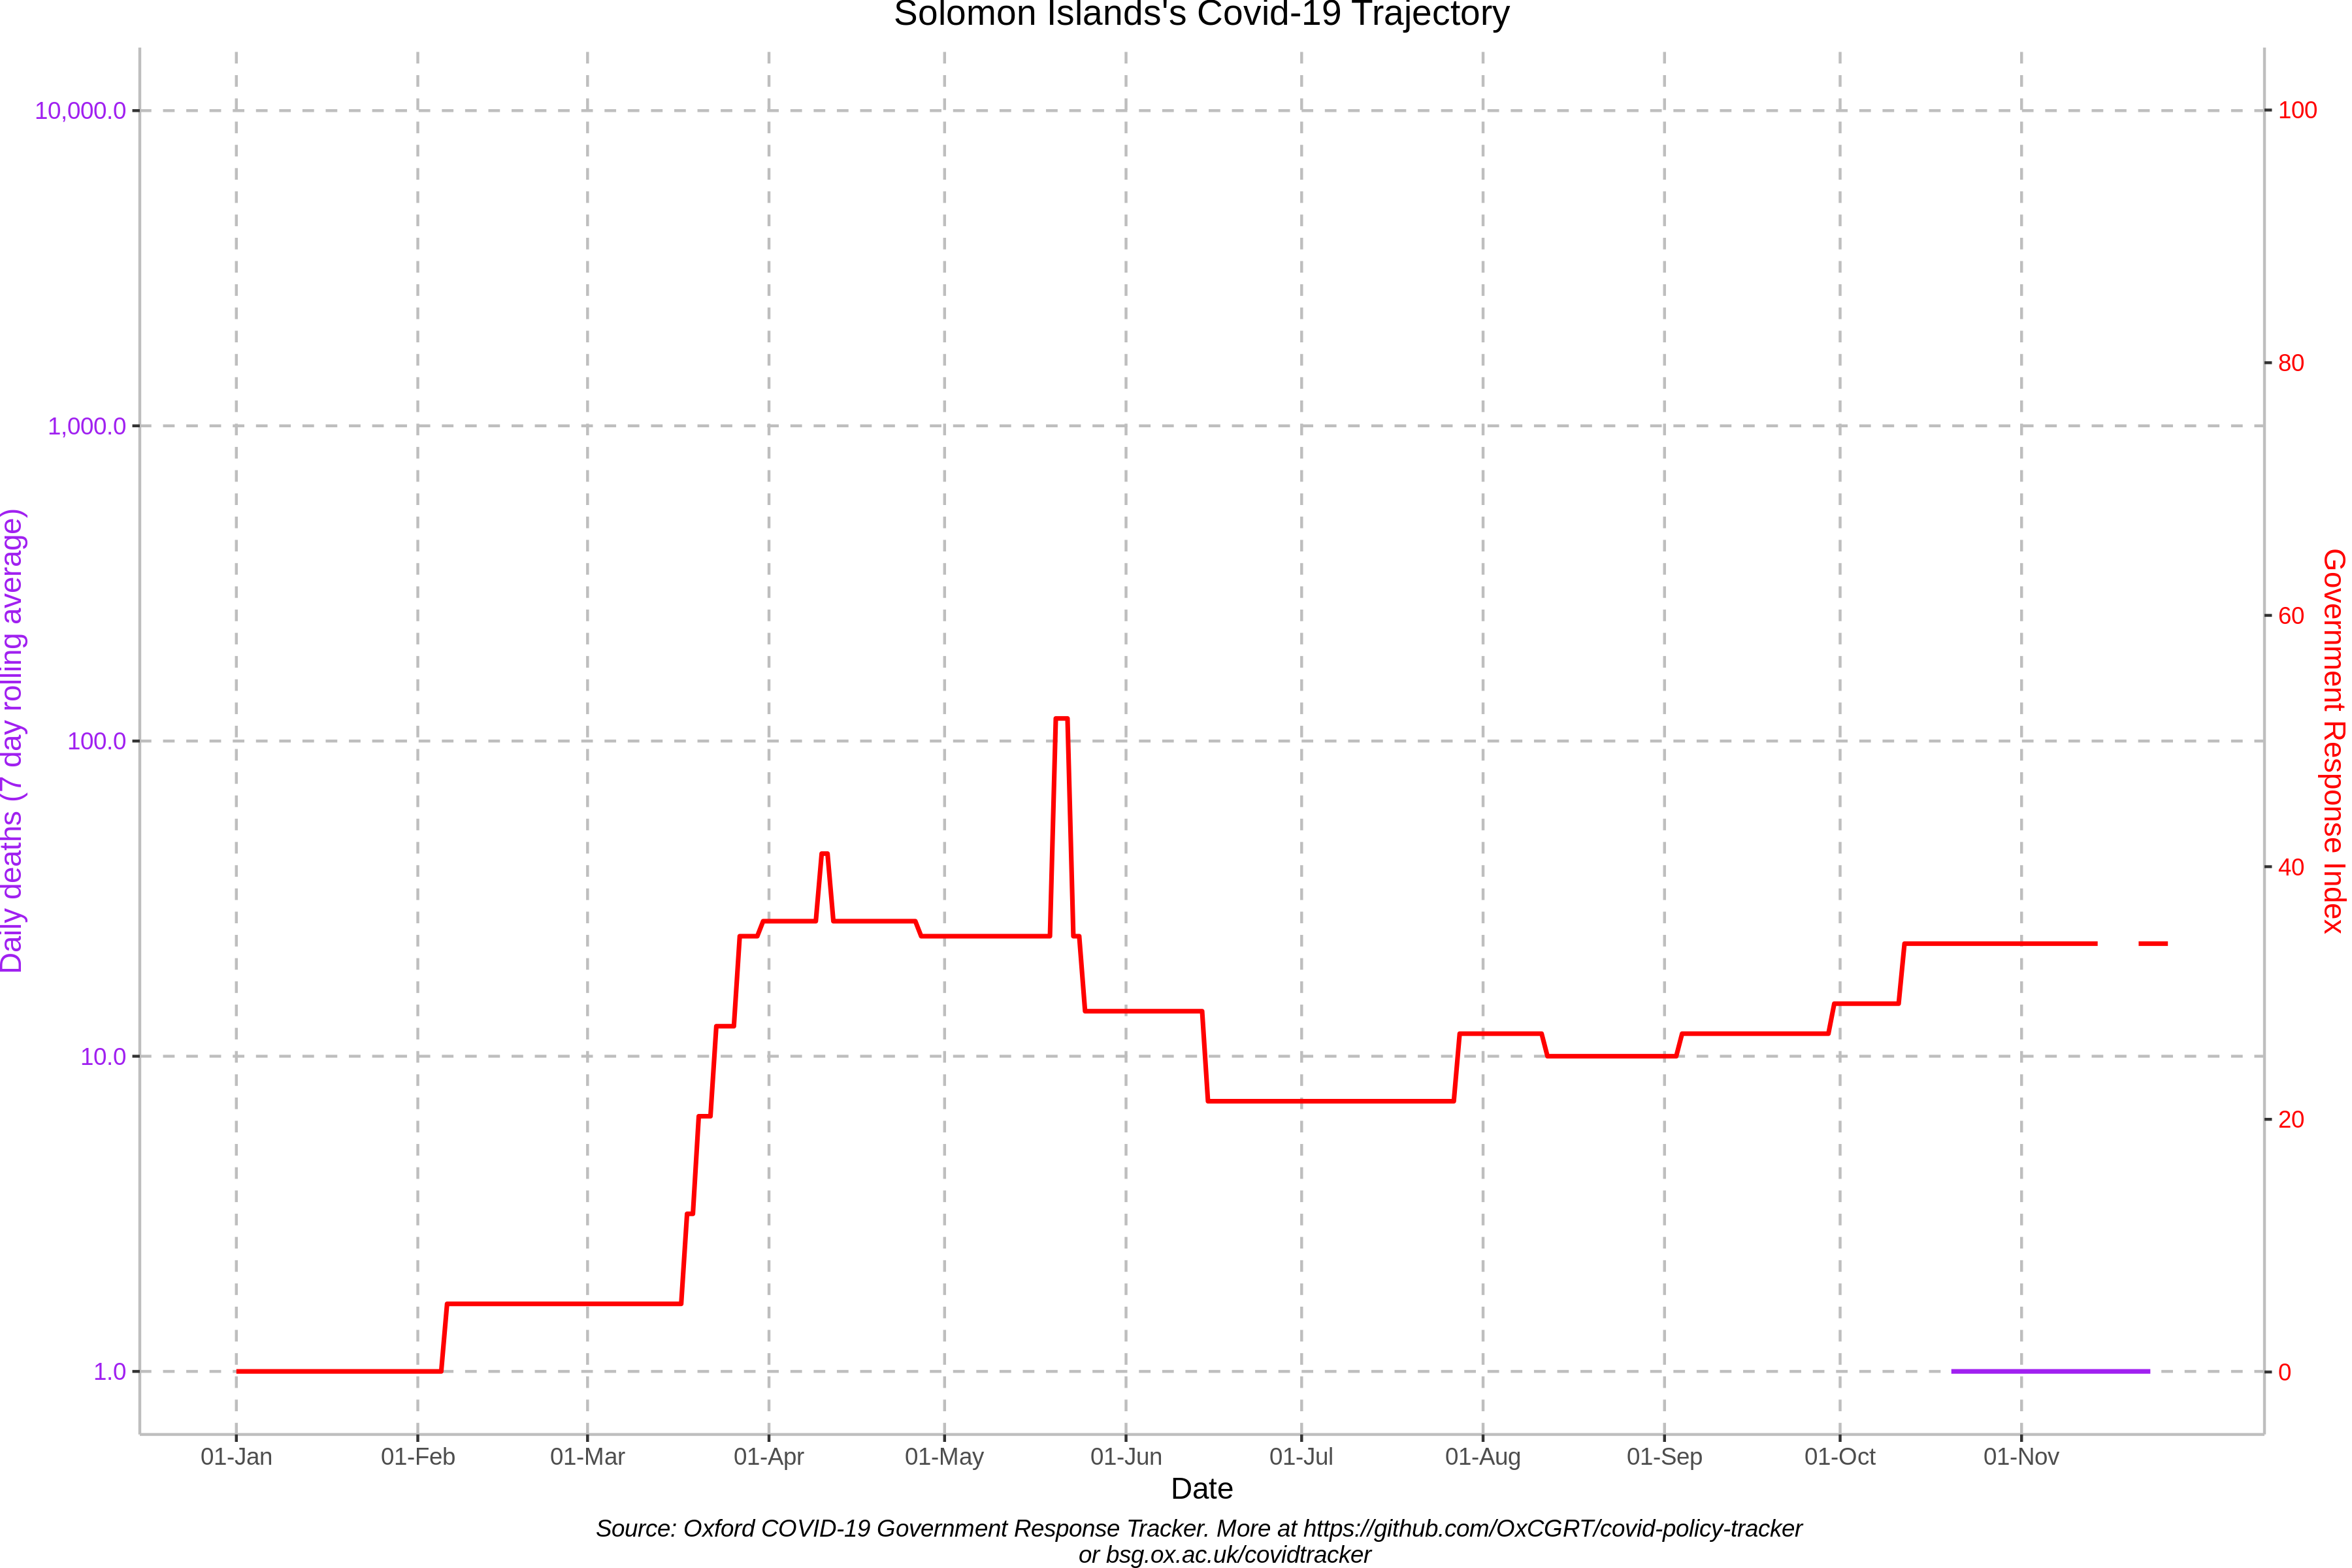 Solomon Islands's Covid-19 Trajectory
10,000.0
1,000.0
100.0
10.0
1.0
Daily deaths (7 day rolling average)
100
80
60
40
20
0
Government Response Index
01-Jan
01-Feb
01-Mar
01-Apr
01-May
01-Jun
01-Jul
01-Aug
01-Sep
01-Oct
01-Nov
Date
Source: Oxford COVID-19 Government Response Tracker. More at https://github.com/OxCGRT/covid-policy-tracker
or bsg.ox.ac.uk/covidtracker